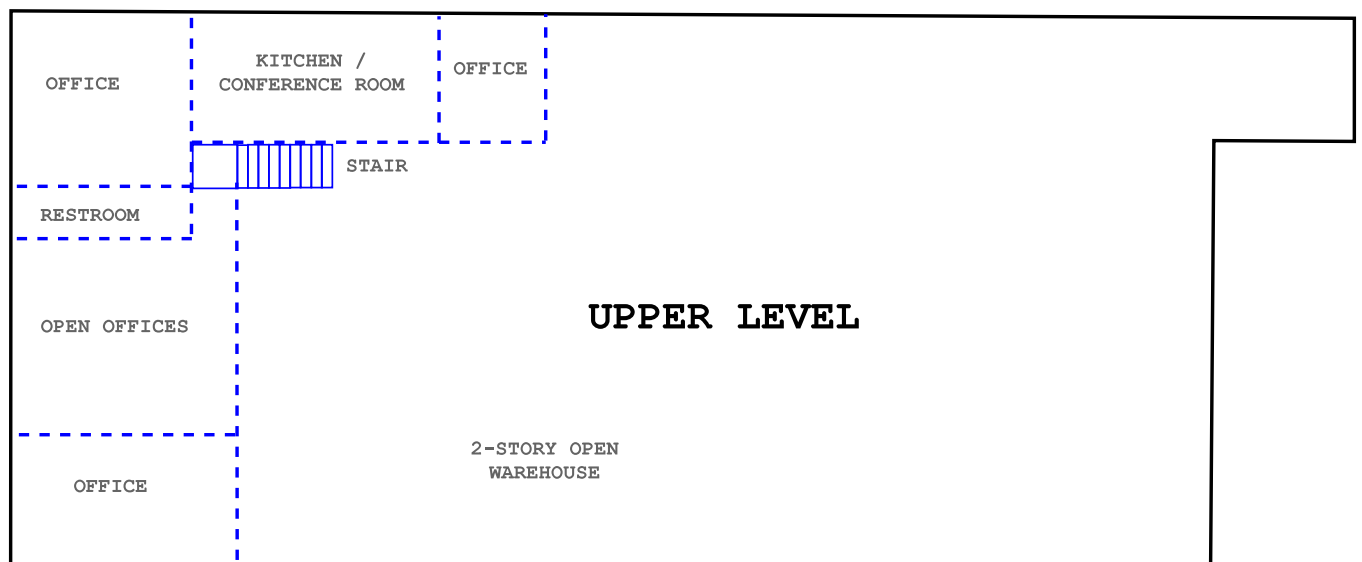 KITCHEN /
CONFERENCE ROOM
OFFICE
OFFICE
STAIR
RESTROOM
UPPER LEVEL
OPEN OFFICES
2-STORY OPEN
WAREHOUSE
OFFICE